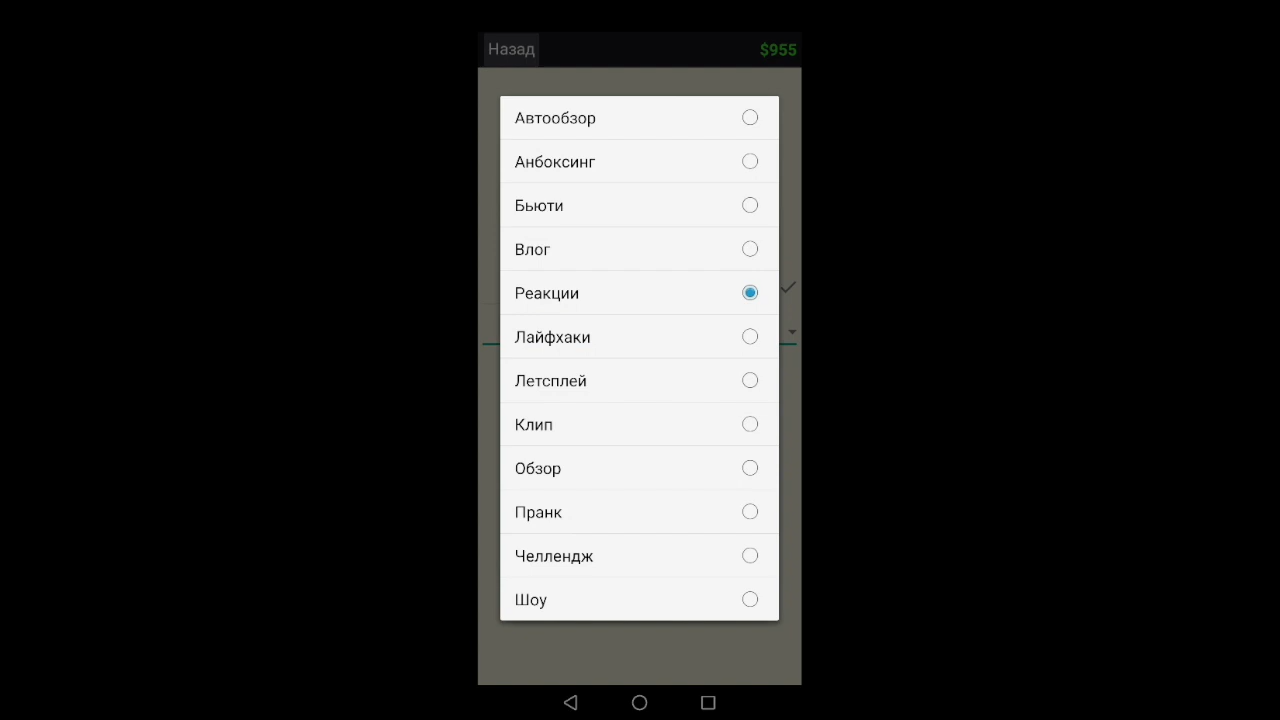 Назад $955
Автообзор
Анбоксинг
Бьюти
Влог
Реакции
Лайфхаки
Летсплей
Клип
Обзор
Пранк
Челлендж
Шоу